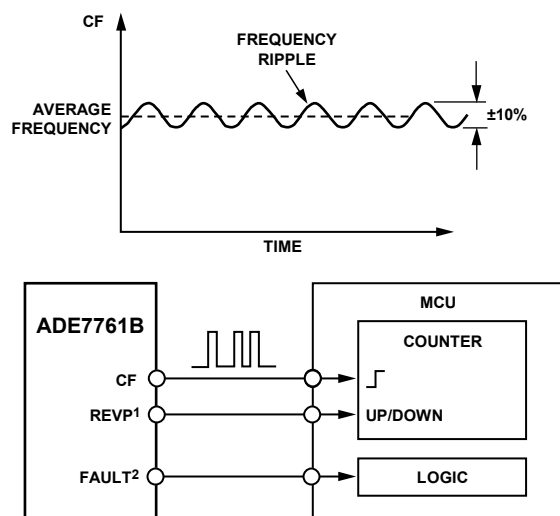 CF
FREQUENCY
RIPPLE
AVERAGE
FREQUENCY
±10%
TIME
ADE7761B
MCU
COUNTER
CF
REVP1
UP/DOWN
FAULT2
LOGIC